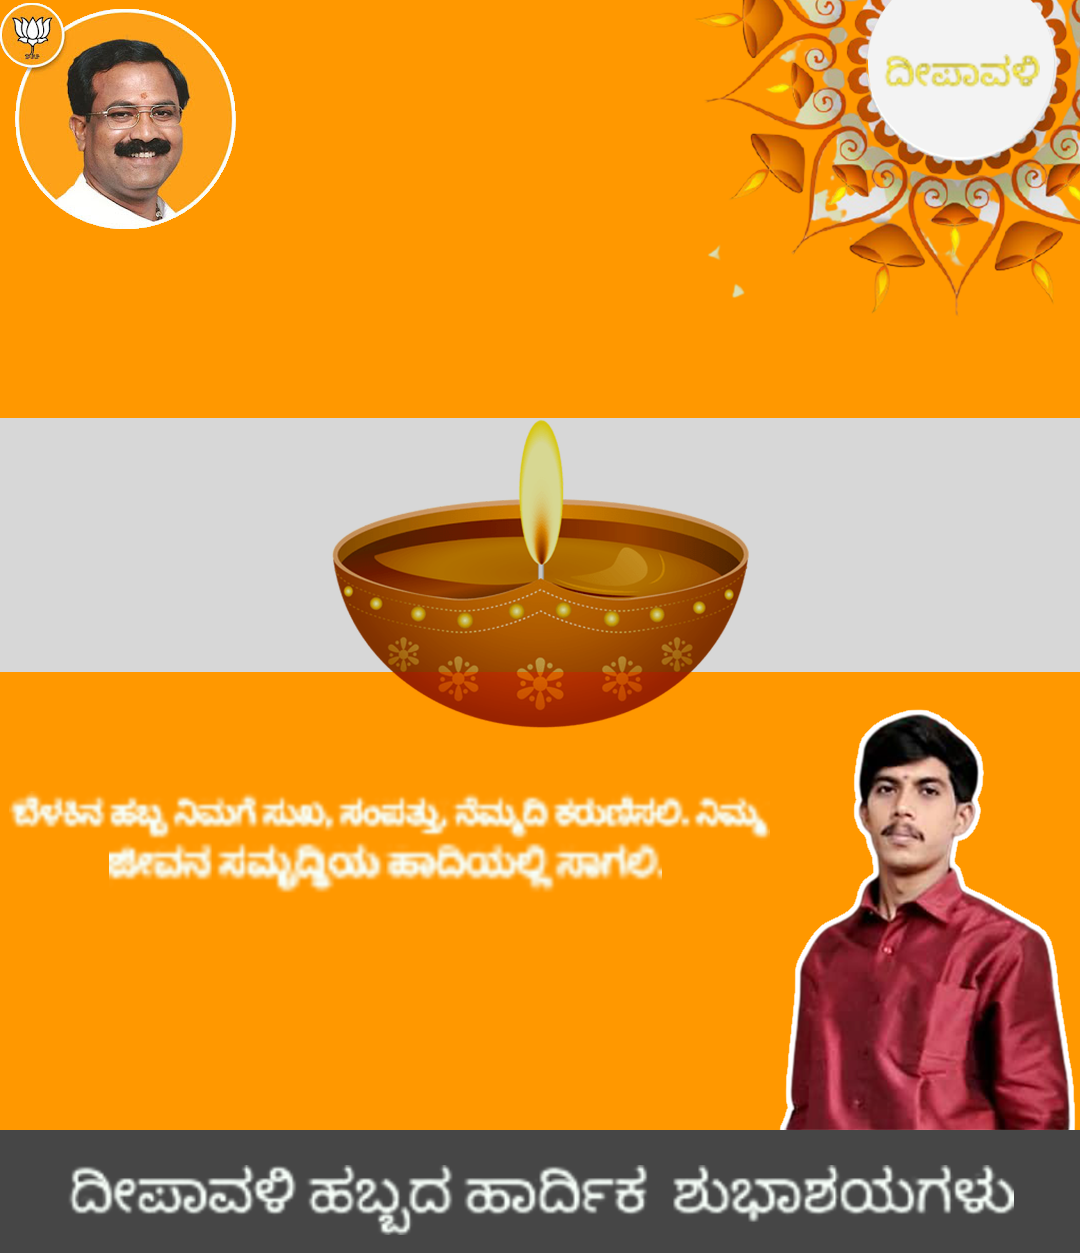 ದೀಪಾವಳಿ
ಬೆಳಕಿನ ಹಬ್ಬ ನಿಮಗೆ ಸುಖ, ಸಂಪತ್ತು, ನೆಮ್ಮದಿ ಕರುಣಿಸಲಿ. ನಿಮ್ಮ
ಜೀವನ ಸಮೃದ್ಧಿಯ ಹಾದಿಯಲ್ಲಿ ಸಾಗಲಿ.
ದೀಪಾವಳಿ ಹಬ್ಬದ ಹಾರ್ದಿಕ ಶುಭಾಶಯಗಳು